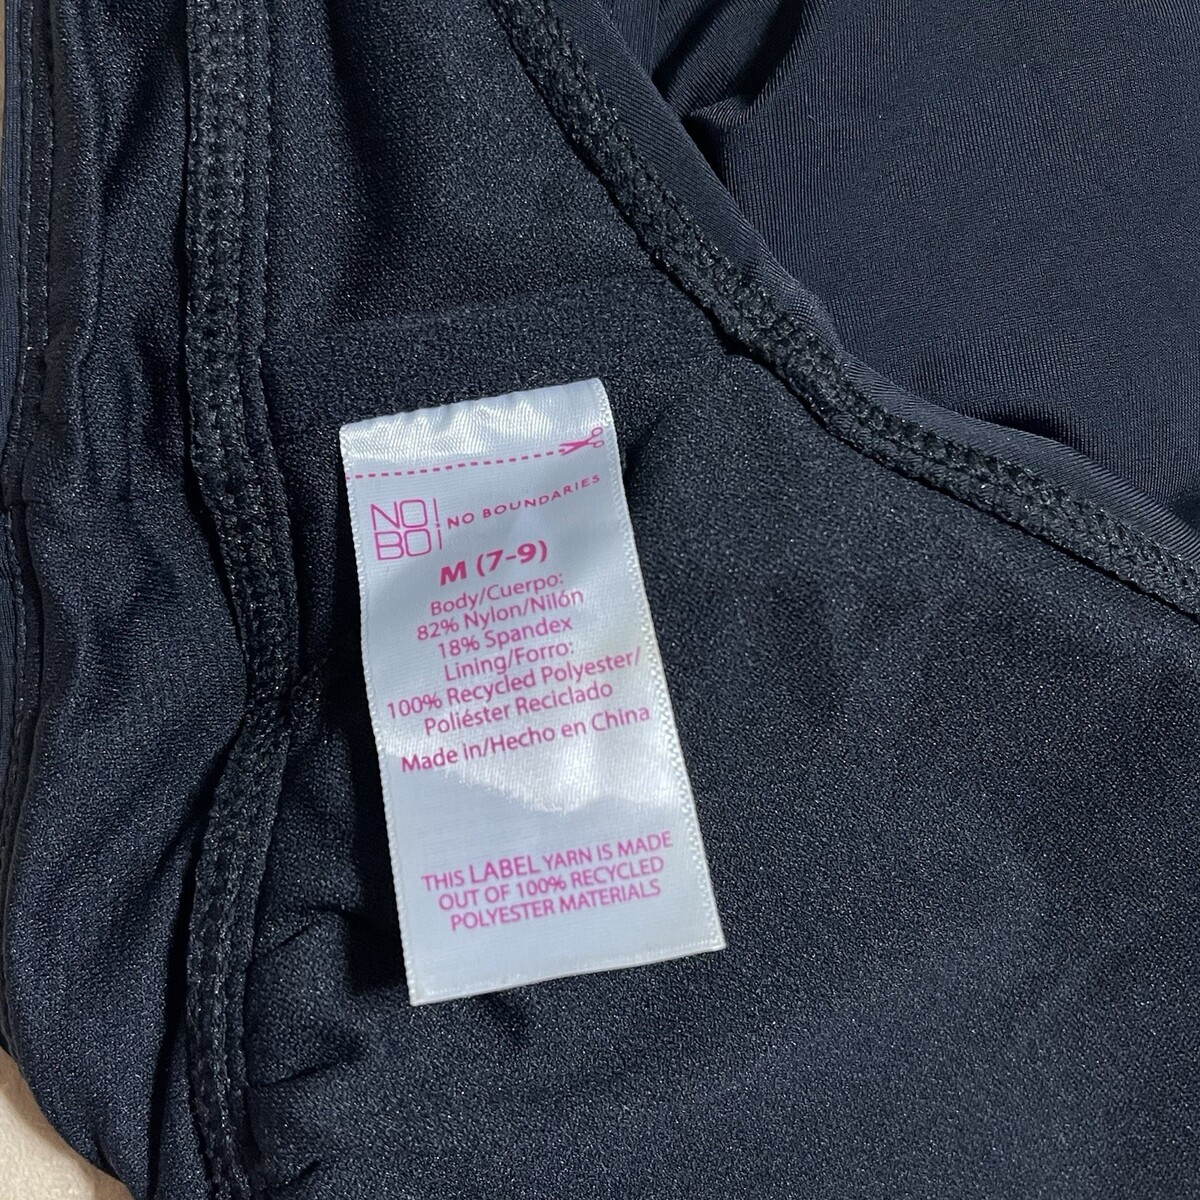 NO!
BO¡
NO BOUNDARIES
M (7-9)
Body/Cuerpo:
82% Nylon/Nilón
18% Spandex
Lining/Forro:
100% Recycled Polyester/
Poliéster Reciclado
Made in/Hecho en China
THIS LABEL YARN IS MADE
OUT OF 100% RECYCLED
POLYESTER MATERIALS